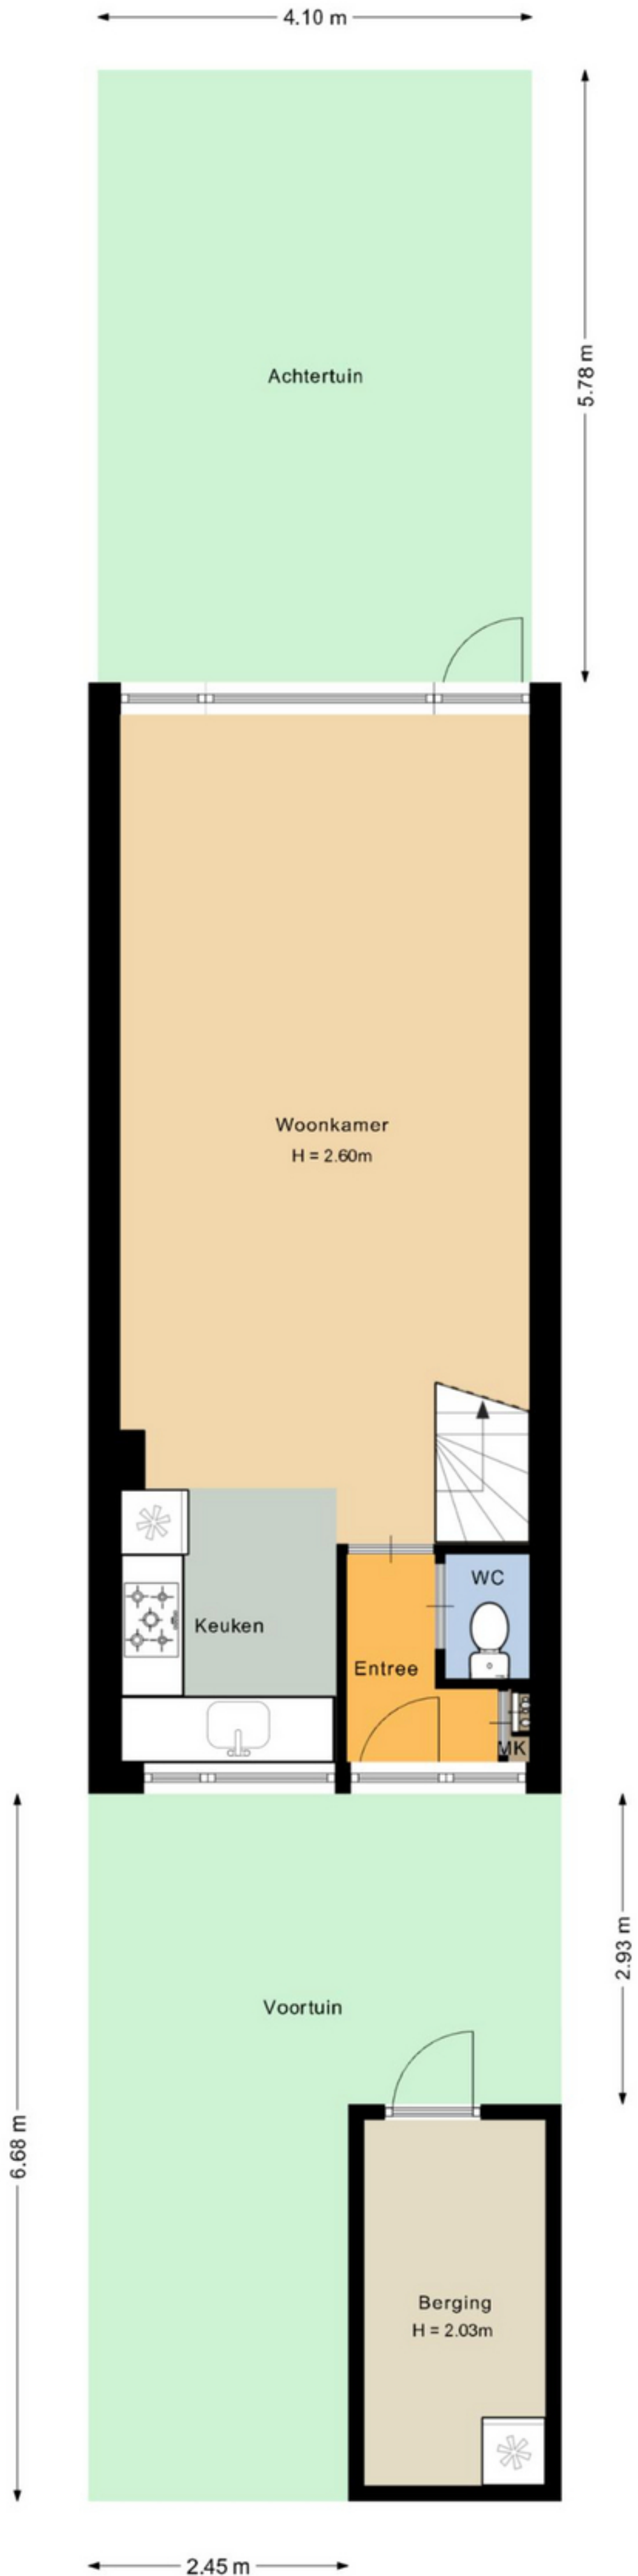 4.10 m
Achtertuin
5.78 m
Woonkamer
H = 2.60m
WC
Keuken
Entree
MK
Voortuin
2.93 m
6.68 m
Berging
H = 2.03m
2.45 m